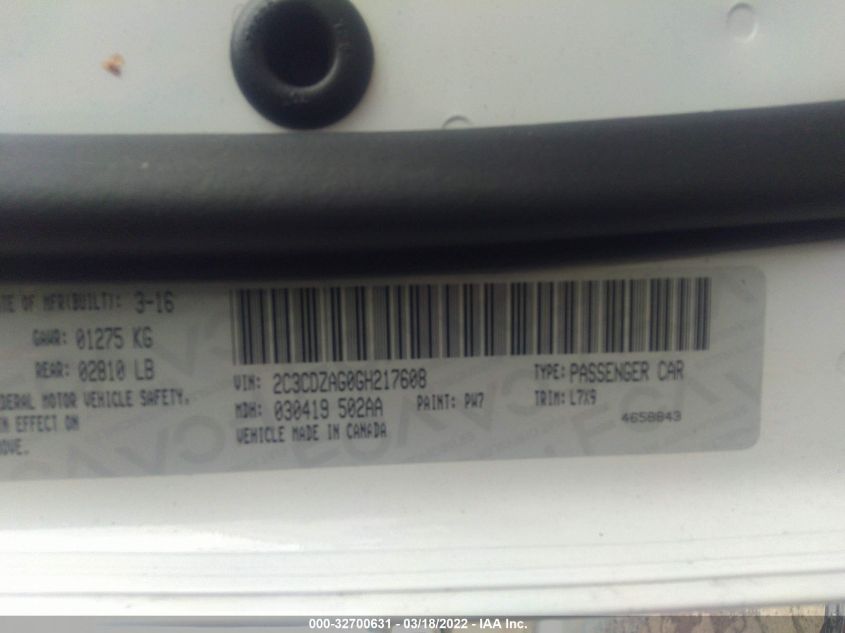 ATE OF MFR(BUILT): 3-16
GAWR: 01275 KG
REAR: 02810 LB
DERAL MOTOR VEHICLE SAFETY,
N EFFECT ON
OVE.
VIN: 2C3CDZAG0GH217608
TYPE: PASSENGER CAR
MDH: 030419 502AA
PAINT: PW7
TRIM: L7X9
VEHICLE MADE IN CANADA
4658843
000-32700631 - 03/18/2022 - IAA Inc.